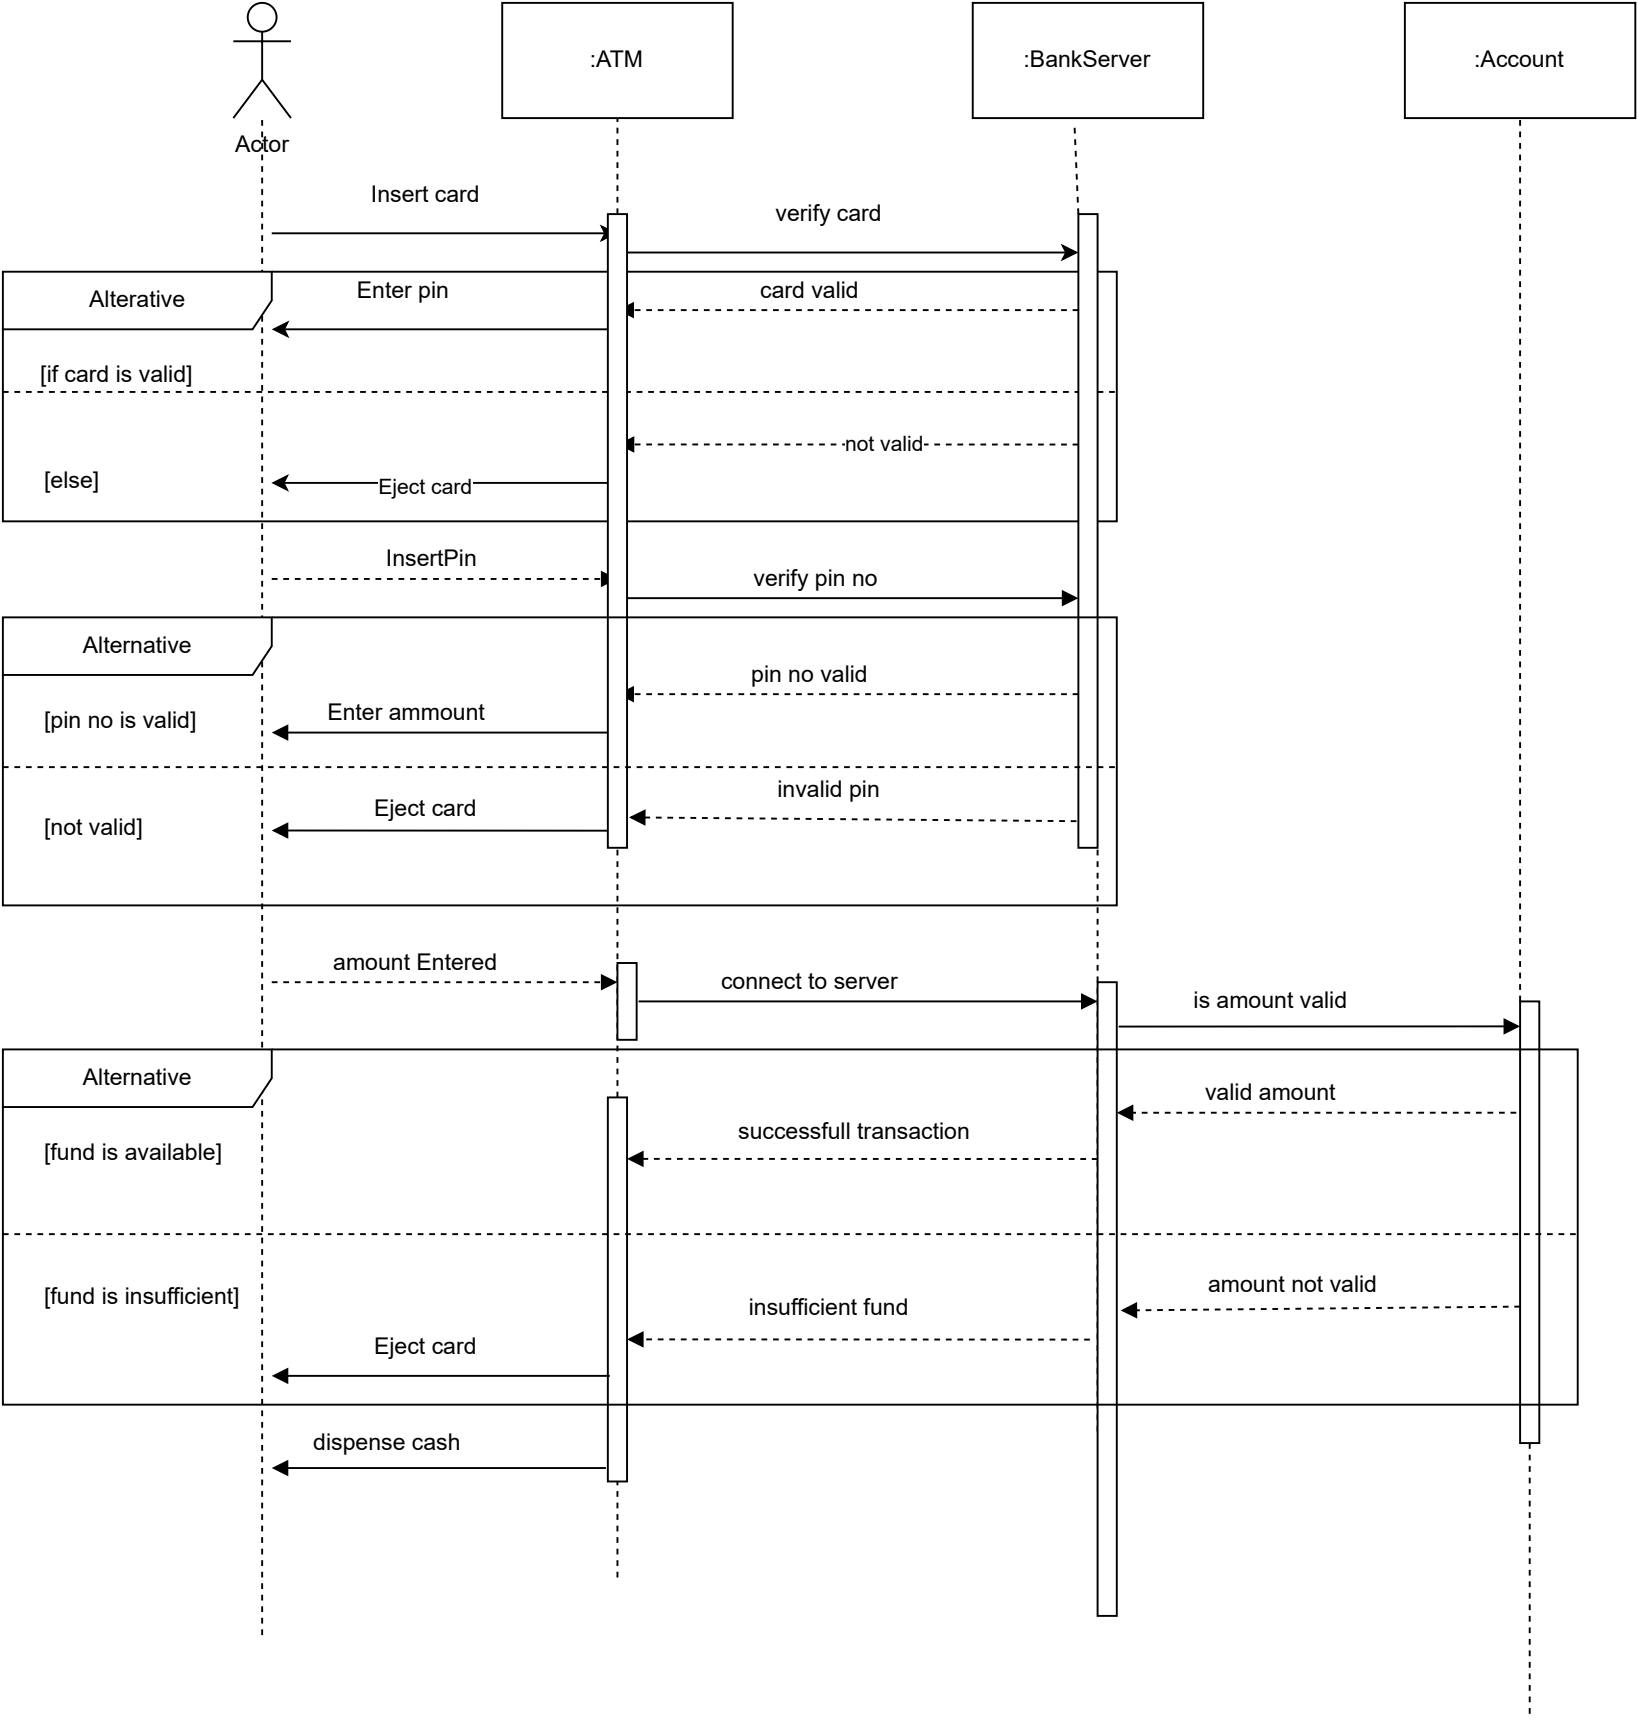 :ATM
:BankServer
:Account
Actor
Insert card
verify card
Alterative
Enter pin
card valid
[if card is valid]
not valid
[else]
Eject card
InsertPin
verify pin no
Alternative
pin no valid
[pin no is valid]
Enter ammount
invalid pin
Eject card
[not valid]
amount Entered
connect to server
is amount valid
Alternative
valid amount
successfull transaction
[fund is available]
amount not valid
[fund is insufficient]
insufficient fund
Eject card
dispense cash